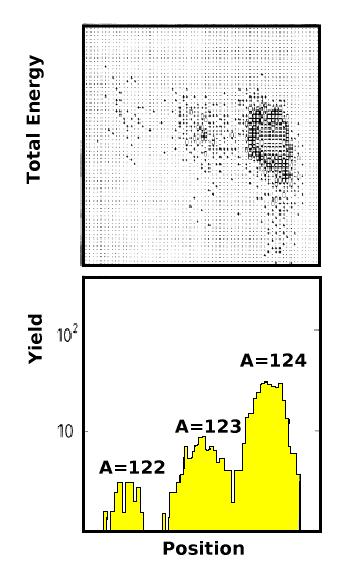 Total Energy
Yield
10²
10
A=124
A=123
A=122
Position